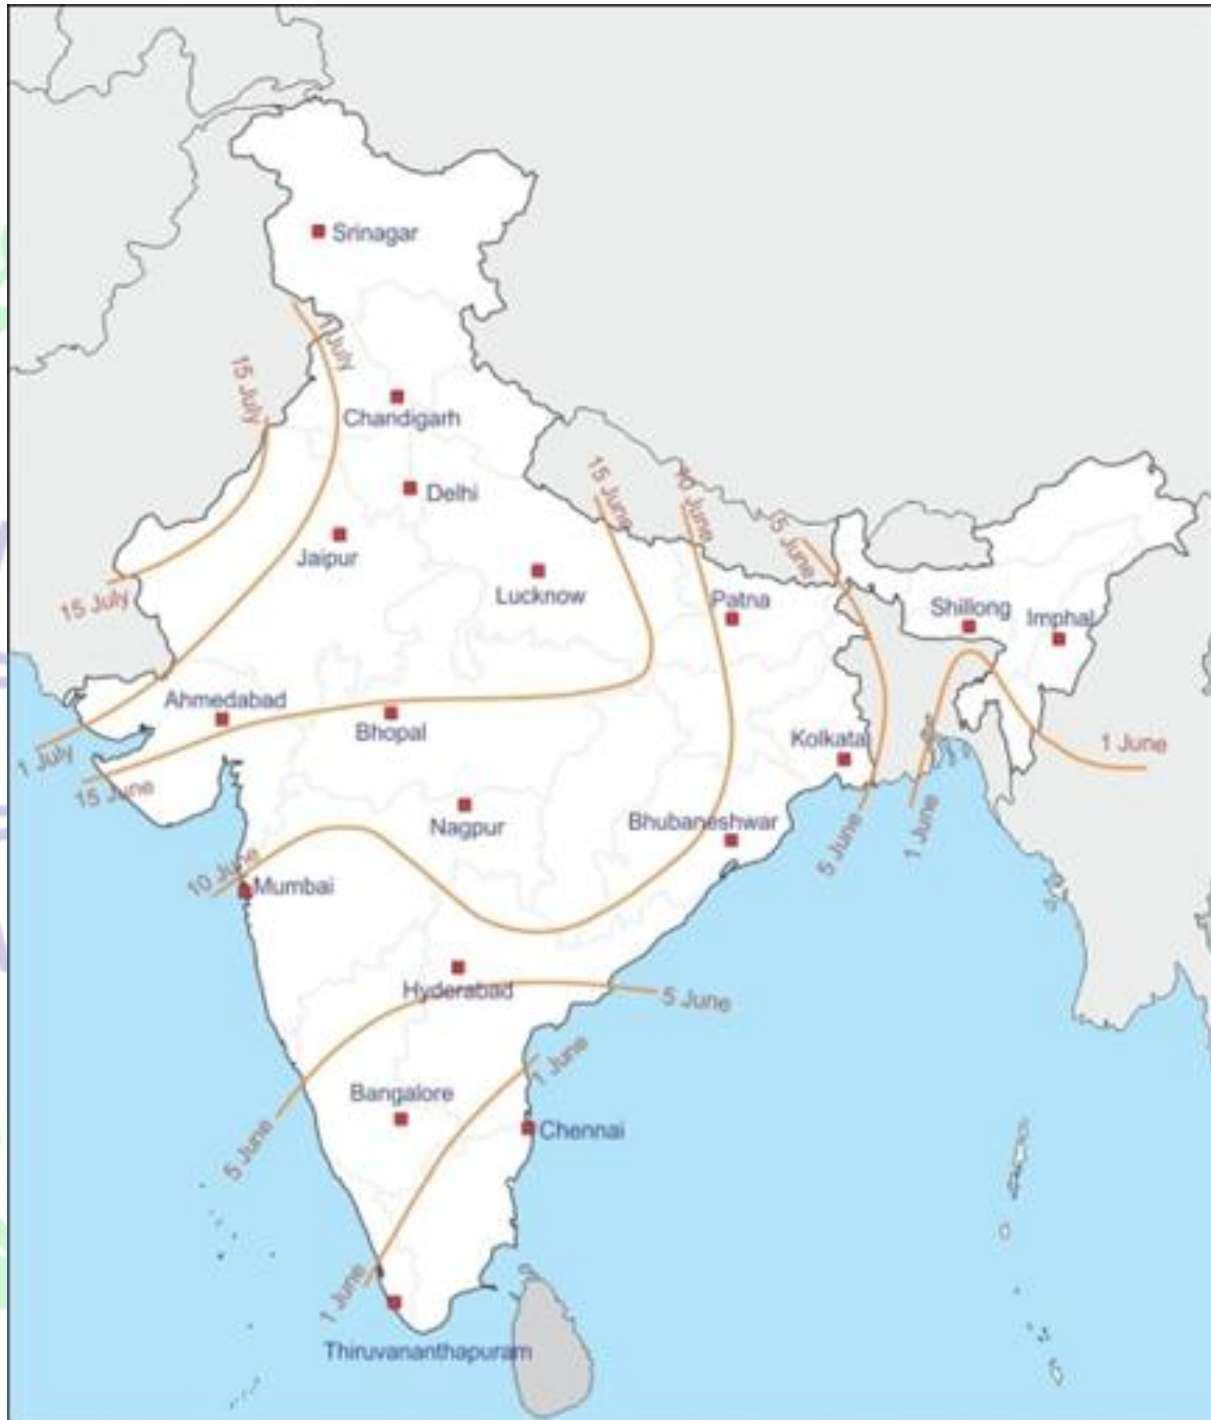 Srinagar
1 July
15 July
Chandigarh
15 June
10 June
Delhi
5 June
Jaipur
Lucknow
15 July
Patna
Shillong
Imphal
Ahmedabad
Bhopal
Kolkata
1 June
1 July
15 June
Nagpur
Bhubaneshwar
5 June
1 June
10 June
Mumbai
Hyderabad
5 June
1 June
Bangalore
Chennai
5 June
1 June
Thiruvananthapuram